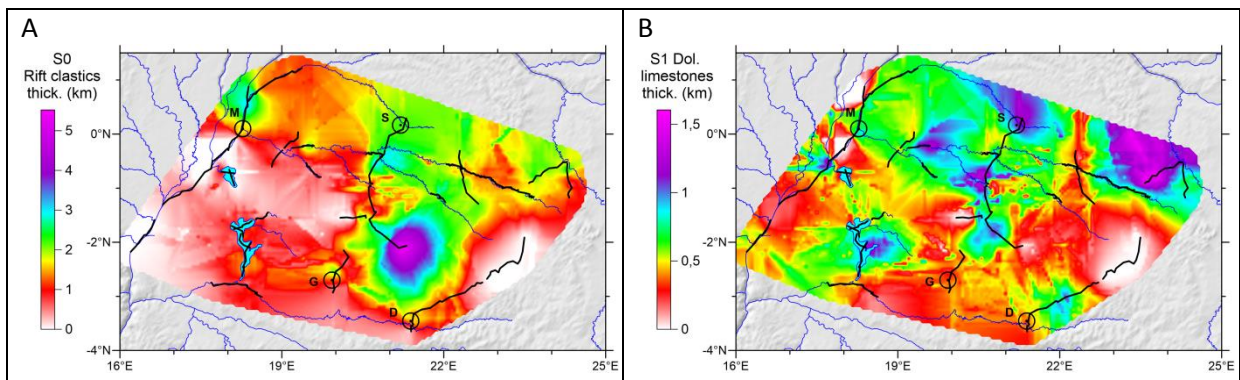 A
S0
Rift clastics
thick. (km)
5
4
3
2
1
0
0°N
-2°N
-4°N
16°E
19°E
22°E
25°E
M
S
G
D
B
S1 Dol.
limestones
thick. (km)
1,5
1
0,5
0
0°N
-2°N
-4°N
16°E
19°E
22°E
25°E
M
S
G
D